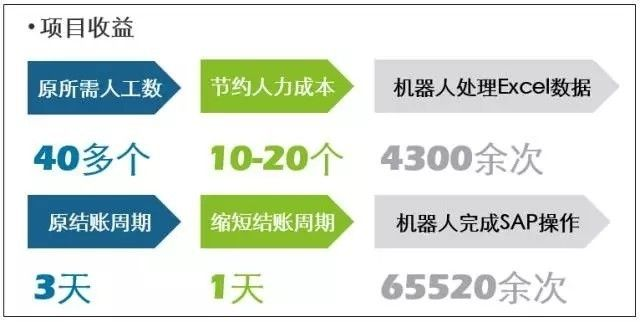 •项目收益
原所需人工数
节约人力成本
机器人处理Excel数据
40多个
10-20个
4300余次
原结账周期
缩短结账周期
机器人完成SAP操作
3天
1天
65520余次